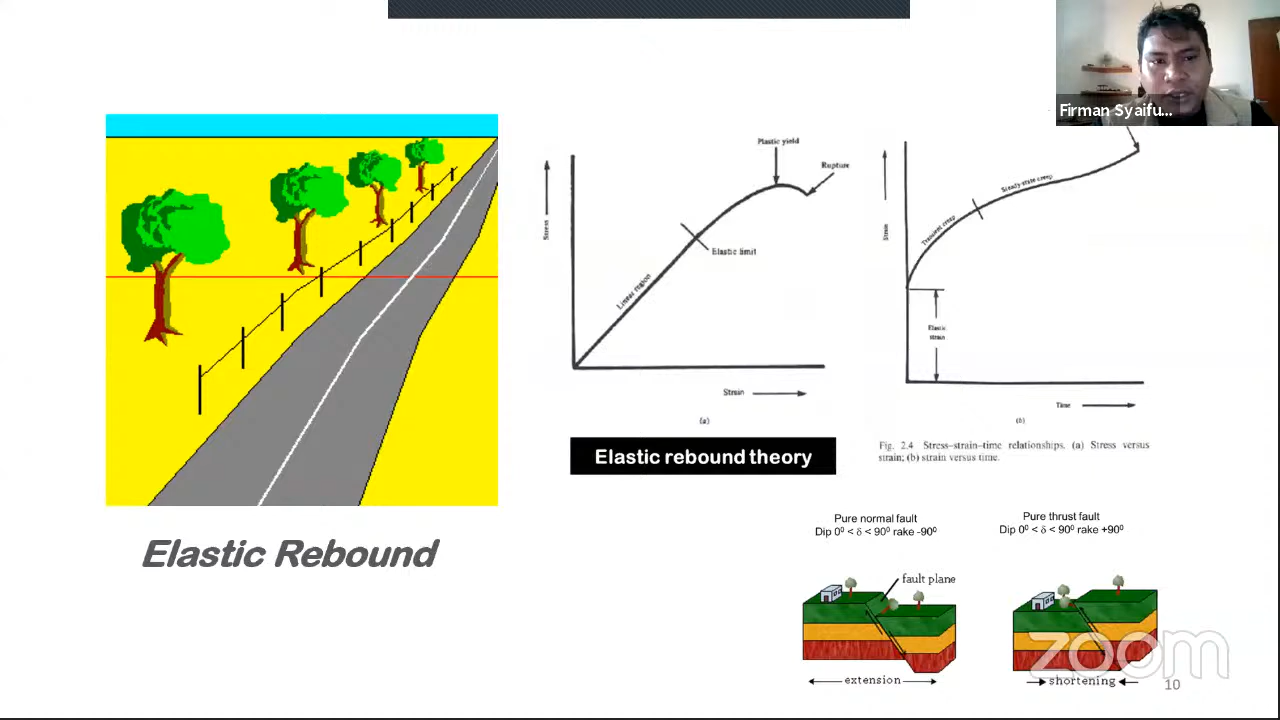 Firman Syaifu...
Plastic yield
Rupture
Stress
Elastic limit
Linear region
Strain
(a)
Strain
Transient creep
Steady-state creep
Elastic
strain
Time
(b)
Elastic rebound theory
Fig. 2.4 Stress–strain–time relationships. (a) Stress versus
strain; (b) strain versus time.
Elastic Rebound
Pure normal fault
Dip 0⁰ < δ < 90⁰ rake -90⁰
Pure thrust fault
Dip 0⁰ < δ < 90⁰ rake +90⁰
fault plane
extension
shortening
zoom
10